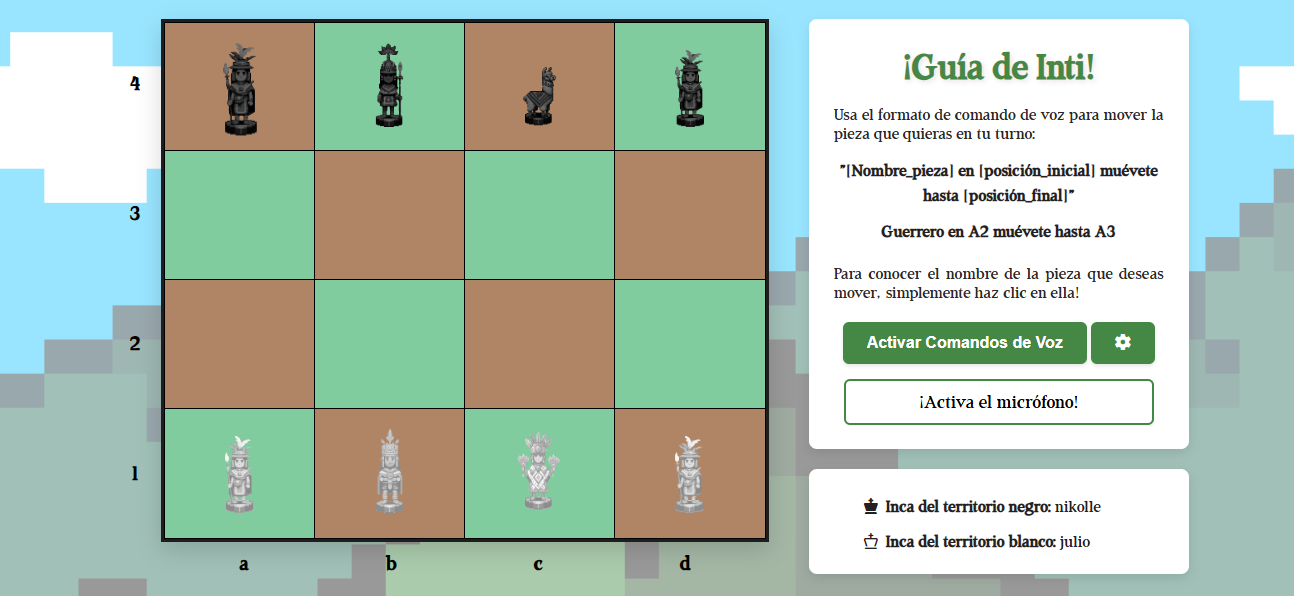 4
3
2
1
a
b
c
d
¡Guía de Inti!
Usa el formato de comando de voz para mover la
pieza que quieras en tu turno:
"[Nombre_pieza] en [posición_inicial] muévete
hasta [posición_final]"
Guerrero en A2 muévete hasta A3
Para conocer el nombre de la pieza que deseas
mover, simplemente haz clic en ella!
Activar Comandos de Voz
¡Activa el micrófono!
Inca del territorio negro: nikolle
Inca del territorio blanco: julio